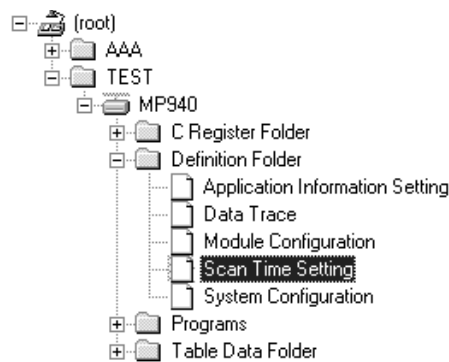 (root)
AAA
TEST
MP940
C Register Folder
Definition Folder
Application Information Setting
Data Trace
Module Configuration
Scan Time Setting
System Configuration
Programs
Table Data Folder